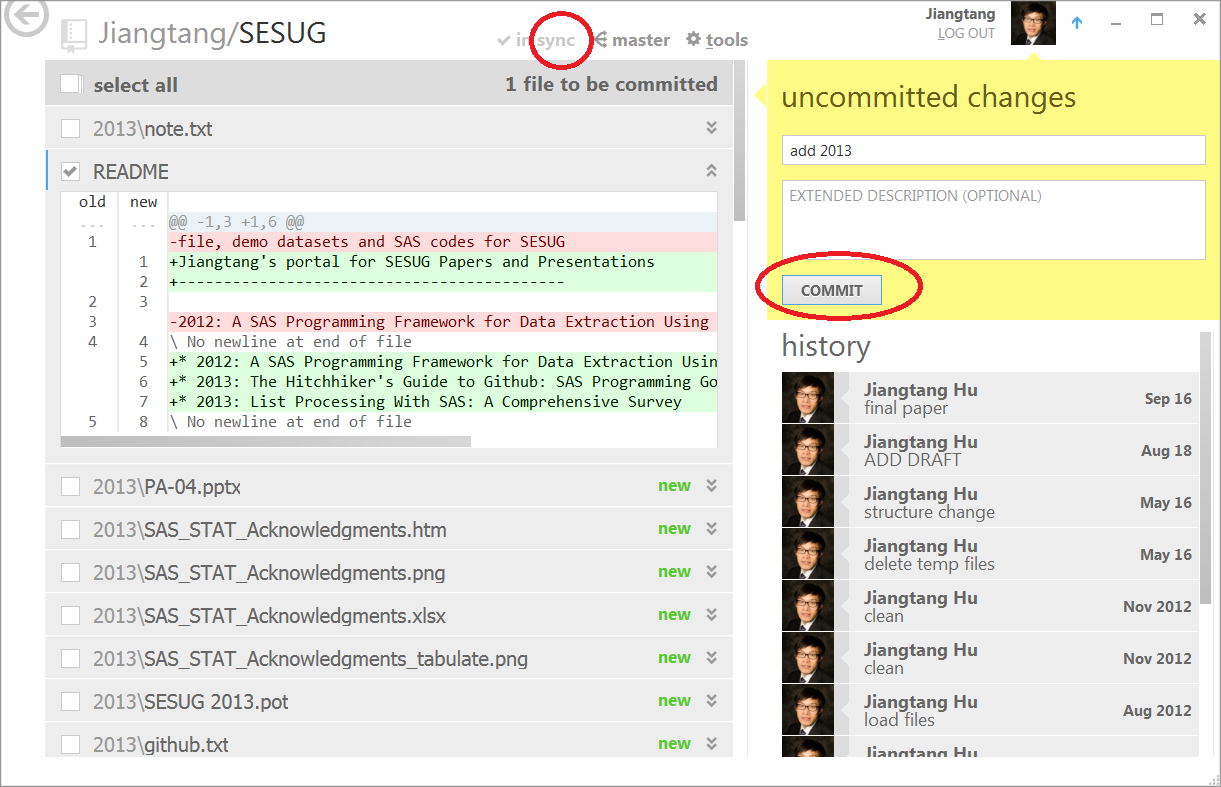 Jiangtang/SESUG
in sync
master
tools
Jiangtang
LOG OUT
select all
1 file to be committed
2013\note.txt
README
old new
... ... @@ -1,3 +1,6 @@
1 -file, demo datasets and SAS codes for SESUG
1 +Jiangtang's portal for SESUG Papers and Presentations
2 +-------------------------------------------
2 3
3 -2012: A SAS Programming Framework for Data Extraction Using
4 4 \ No newline at end of file
5 +* 2012: A SAS Programming Framework for Data Extraction Usin
6 +* 2013: The Hitchhiker's Guide to Github: SAS Programming Go
7 +* 2013: List Processing With SAS: A Comprehensive Survey
5 8 \ No newline at end of file
2013\PA-04.pptx new
2013\SAS_STAT_Acknowledgments.htm new
2013\SAS_STAT_Acknowledgments.png new
2013\SAS_STAT_Acknowledgments.xlsx new
2013\SAS_STAT_Acknowledgments_tabulate.png new
2013\SESUG 2013.pot new
2013\github.txt new
uncommitted changes
add 2013
EXTENDED DESCRIPTION (OPTIONAL)
COMMIT
history
Jiangtang Hu
final paper
Sep 16
Jiangtang Hu
ADD DRAFT
Aug 18
Jiangtang Hu
structure change
May 16
Jiangtang Hu
delete temp files
May 16
Jiangtang Hu
clean
Nov 2012
Jiangtang Hu
clean
Nov 2012
Jiangtang Hu
load files
Aug 2012
Jiangtang Hu